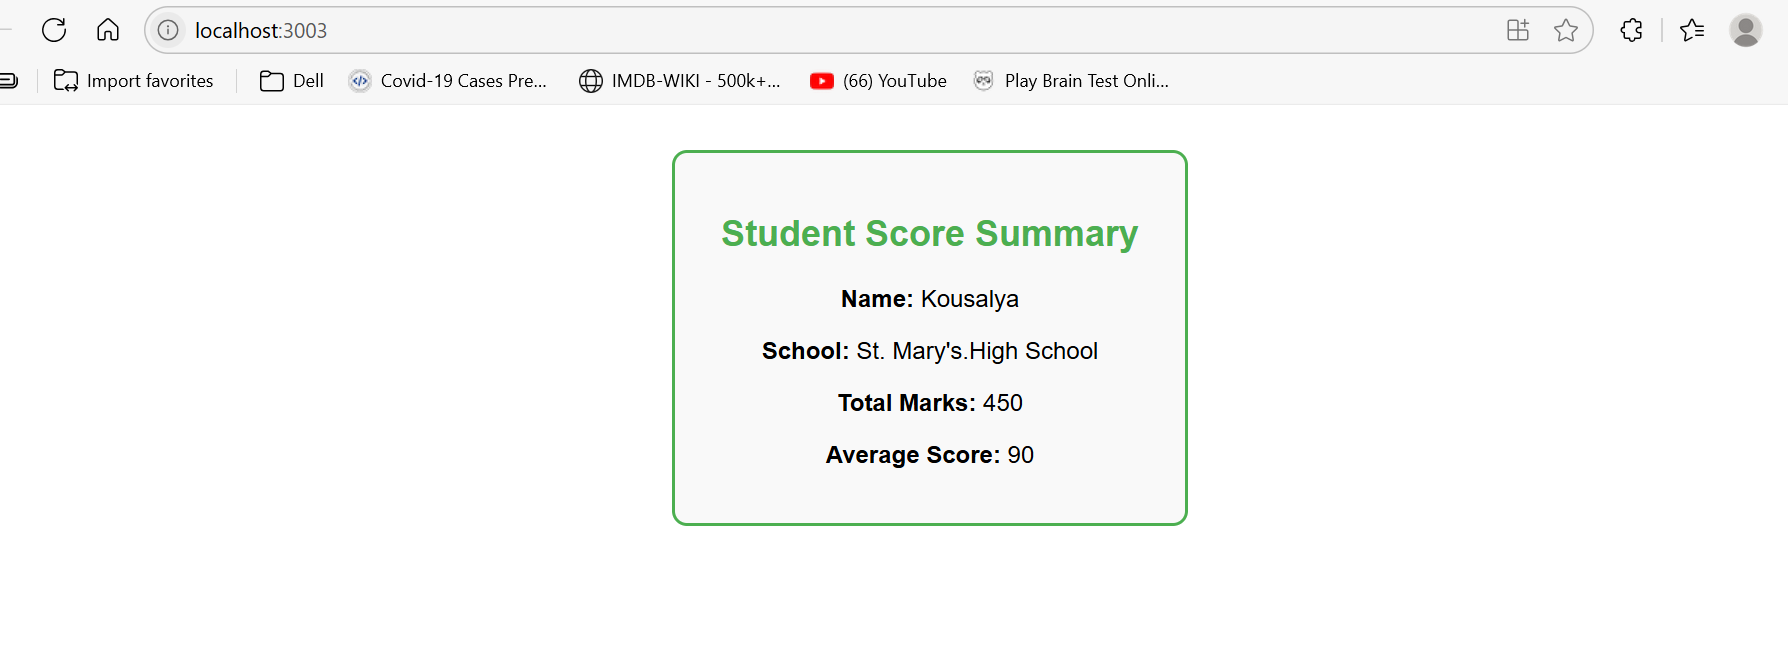 localhost:3003
Import favorites Dell Covid-19 Cases Pre... IMDB-WIKI - 500k+... (66) YouTube Play Brain Test Onli...
Student Score Summary
Name: Kousalya
School: St. Mary's.High School
Total Marks: 450
Average Score: 90